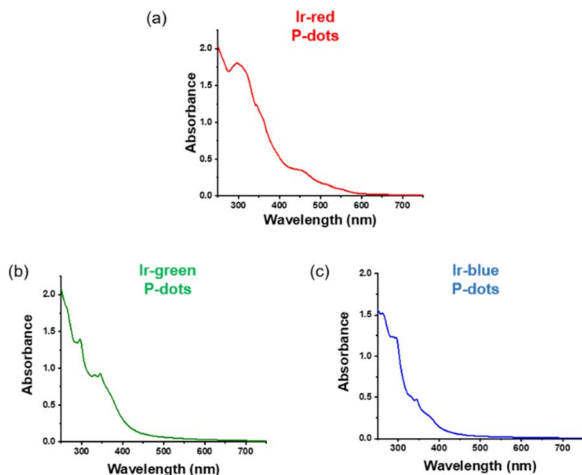 (a)
Ir-red
P-dots
2.0
1.5
1.0
0.5
0.0
Absorbance
300 400 500 600 700
Wavelength (nm)
(b)
Ir-green
P-dots
2.0
1.5
1.0
0.5
0.0
Absorbance
300 400 500 600 700
Wavelength (nm)
(c)
Ir-blue
P-dots
2.0
1.5
1.0
0.5
0.0
Absorbance
300 400 500 600 700
Wavelength (nm)